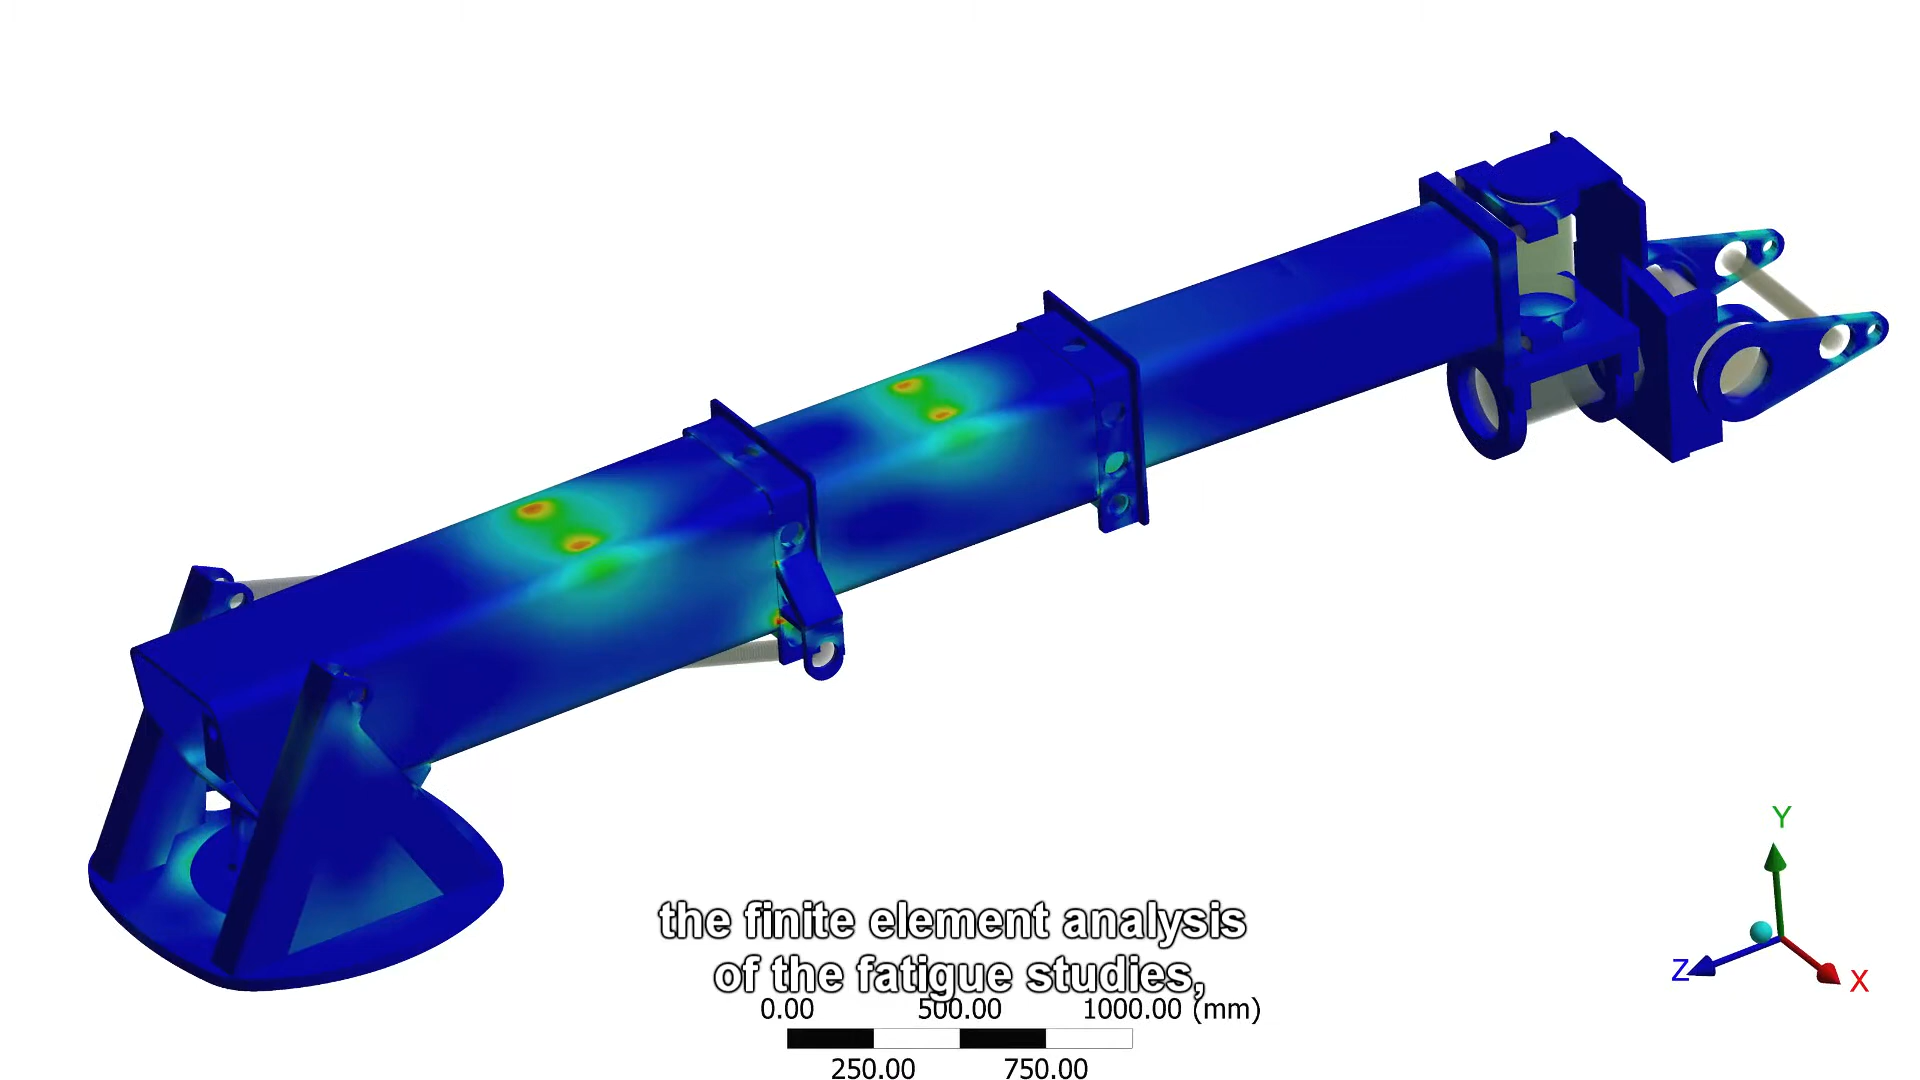 Y
Z
X
the finite element analysis
of the fatigue studies,
0.00 500.00 1000.00 (mm)
250.00 750.00